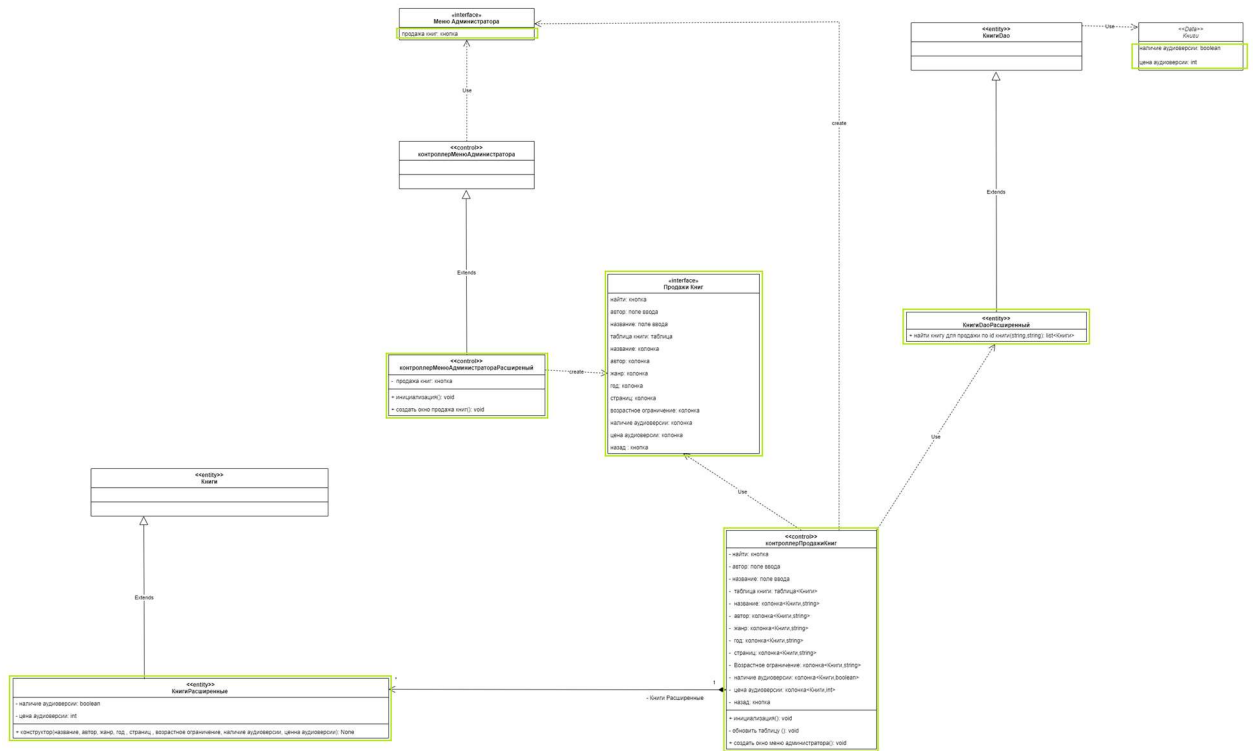 «interface»
Меню Администратора
продажа книг: кнопка
<<entity>>
КнигиDao
Use
<<Data>>
Книги
наличие аудиоверсии: boolean
цена аудиоверсии: int
Use
create
<<control>>
контроллерМенюАдминистратора
Extends
Extends
«interface»
Продажи Книг
найти: кнопка
автор: поле ввода
название: поле ввода
таблица книги: таблица
название: колонка
автор: колонка
жанр: колонка
год: колонка
страниц: колонка
возрастное ограничение: колонка
наличие аудиоверсии: колонка
цена аудиоверсии: колонка
назад : кнопка
<<entity>>
КнигиDaoРасширенный
+ найти книгу для продажи по id книги(string,string): list<Книги>
<<control>>
контроллерМенюАдминистратораРасширеный
- продажа книг: кнопка
+ инициализация(): void
+ создать окно продажа книг(): void
create
Use
Use
<<entity>>
Книги
Extends
<<control>>
контроллерПродажиКниг
- найти: кнопка
- автор: поле ввода
- название: поле ввода
- таблица книги: таблица<Книги>
- название: колонка<Книги,string>
- автор: колонка<Книги,string>
- жанр: колонка<Книги,string>
- год: колонка<Книги,string>
- страниц: колонка<Книги,string>
- Возрастное ограничение: колонка<Книги,string>
- наличие аудиоверсии: колонка<Книги,boolean>
- цена аудиоверсии: колонка<Книги,int>
- назад: кнопка
+ инициализация(): void
- обновить таблицу (): void
+ создать окно меню администратора(): void
<<entity>>
КнигиРасширенные
- наличие аудиоверсии: boolean
- цена аудиоверсии: int
+ конструктор(название, автор, жанр, год , страниц , возрастное ограничение, наличие аудиоверсии, ценна аудиоверсии): None
*
1
- Книги Расширенные